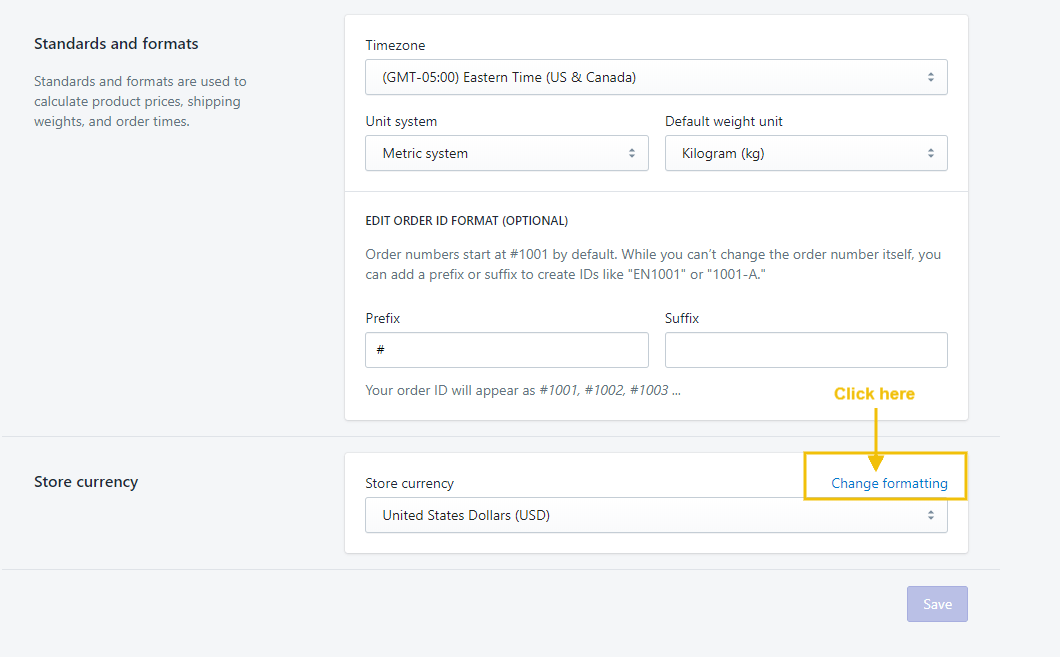 Standards and formats
Standards and formats are used to
calculate product prices, shipping
weights, and order times.
Timezone
(GMT-05:00) Eastern Time (US & Canada)
Unit system
Default weight unit
Metric system
Kilogram (kg)
EDIT ORDER ID FORMAT (OPTIONAL)
Order numbers start at #1001 by default. While you can't change the order number itself, you
can add a prefix or suffix to create IDs like "EN1001" or "1001-A."
Prefix
Suffix
#
Your order ID will appear as #1001, #1002, #1003 ...
Click here
Store currency
Store currency
Change formatting
United States Dollars (USD)
Save